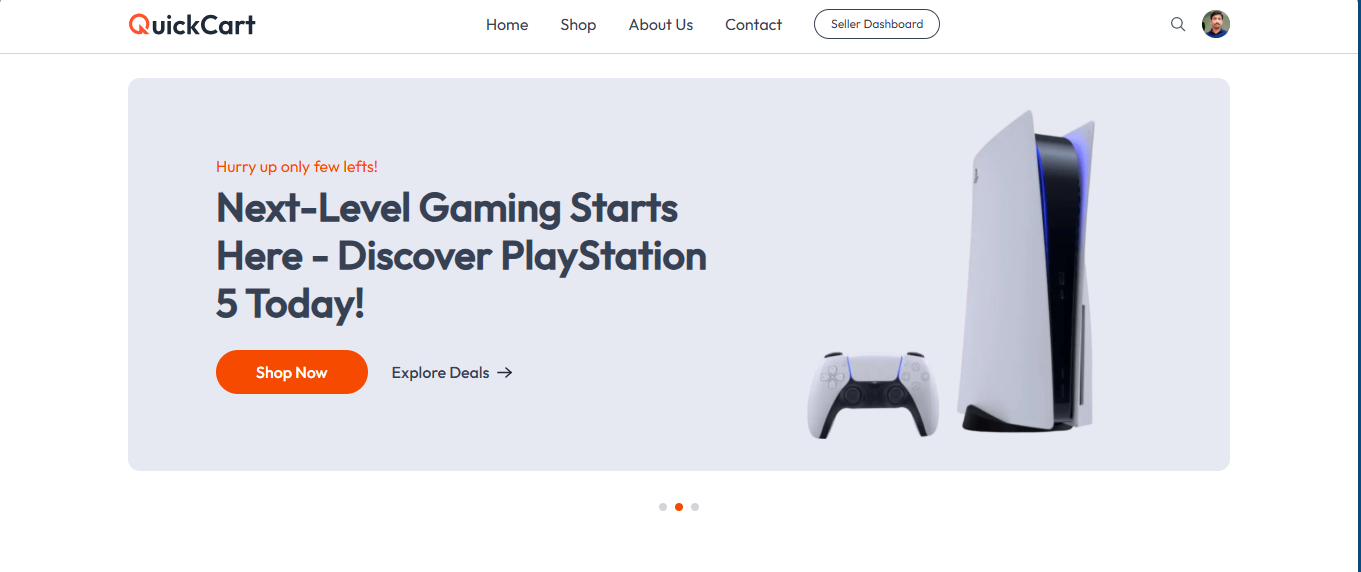 QuickCart
Home
Shop
About Us
Contact
Seller Dashboard
Hurry up only few lefts!
Next-Level Gaming Starts
Here - Discover PlayStation
5 Today!
Shop Now
Explore Deals